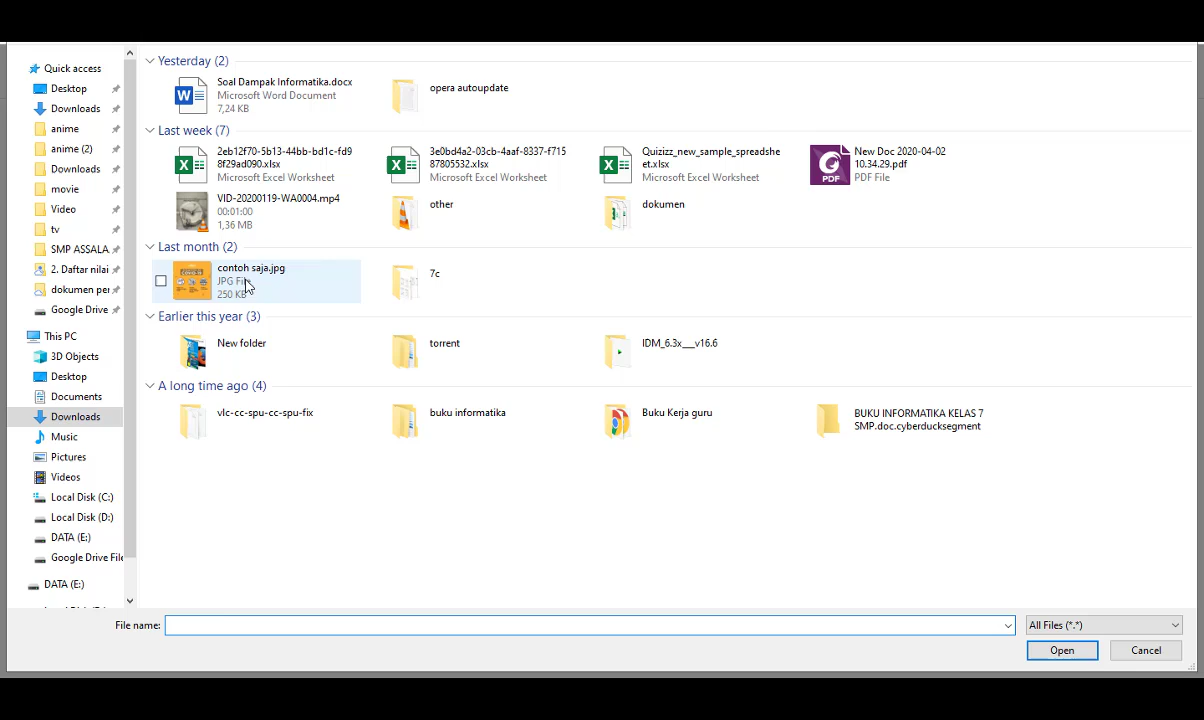 Quick access
Desktop
Downloads
anime
anime (2)
Downloads
movie
Video
tv
SMP ASSALA
2. Daftar nilai
dokumen per
Google Drive
This PC
3D Objects
Desktop
Documents
Downloads
Music
Pictures
Videos
Local Disk (C:)
Local Disk (D:)
DATA (E:)
Google Drive File
DATA (E:)
Yesterday (2)
Soal Dampak Informatika.docx
Microsoft Word Document
7,24 KB
opera autoupdate
Last week (7)
2eb12f70-5b13-44bb-bd1c-fd9
8f29ad090.xlsx
Microsoft Excel Worksheet
3e0bd4a2-03cb-4aaf-8337-f715
87805532.xlsx
Microsoft Excel Worksheet
Quizizz_new_sample_spreadshe
et.xlsx
Microsoft Excel Worksheet
PDF
New Doc 2020-04-02
10.34.29.pdf
PDF File
VID-20200119-WA0004.mp4
00:01:00
1,36 MB
other
dokumen
Last month (2)
contoh saja.jpg
JPG File
250 KB
7c
Earlier this year (3)
New folder
torrent
IDM_6.3x___v16.6
A long time ago (4)
vlc-cc-spu-cc-spu-fix
buku informatika
Buku Kerja guru
BUKU INFORMATIKA KELAS 7
SMP.doc.cyberducksegment
File name:
All Files (*.*)
Open
Cancel